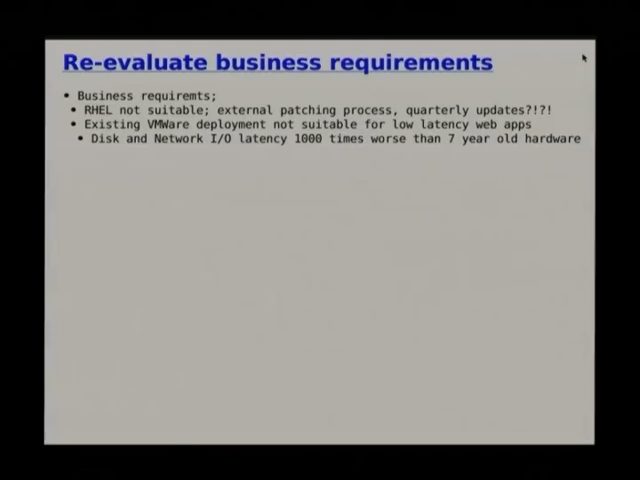 Re-evaluate business requirements
• Business requiremts;
• RHEL not suitable; external patching process, quarterly updates?!?!
• Existing VMWare deployment not suitable for low latency web apps
• Disk and Network I/O latency 1000 times worse than 7 year old hardware